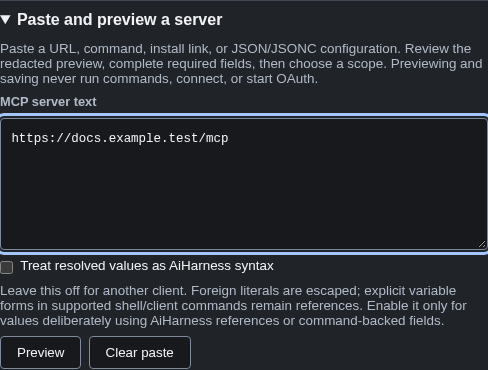 ▼ Paste and preview a server
Paste a URL, command, install link, or JSON/JSONC configuration. Review the
redacted preview, complete required fields, then choose a scope. Previewing and
saving never run commands, connect, or start OAuth.
MCP server text
https://docs.example.test/mcp
Treat resolved values as AiHarness syntax
Leave this off for another client. Foreign literals are escaped; explicit variable
forms in supported shell/client commands remain references. Enable it only for
values deliberately using AiHarness references or command-backed fields.
Preview Clear paste